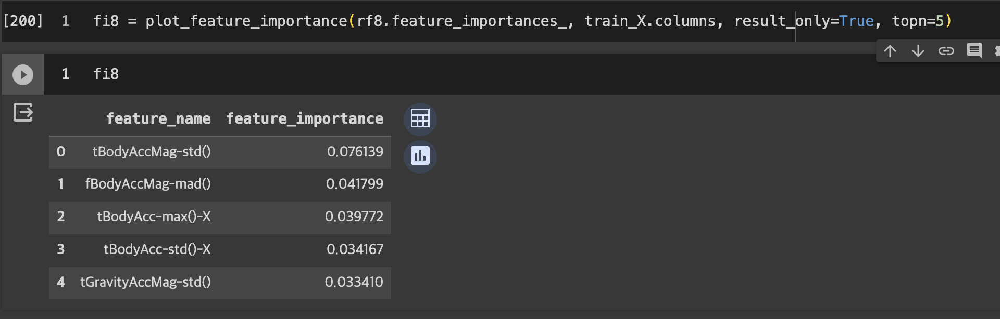 [200] 1 fi8 = plot_feature_importance(rf8.feature_importances_, train_X.columns, result_only=True, topn=5)
1 fi8
feature_name feature_importance
0 tBodyAccMag-std() 0.076139
1 fBodyAccMag-mad() 0.041799
2 tBodyAcc-max()-X 0.039772
3 tBodyAcc-std()-X 0.034167
4 tGravityAccMag-std() 0.033410